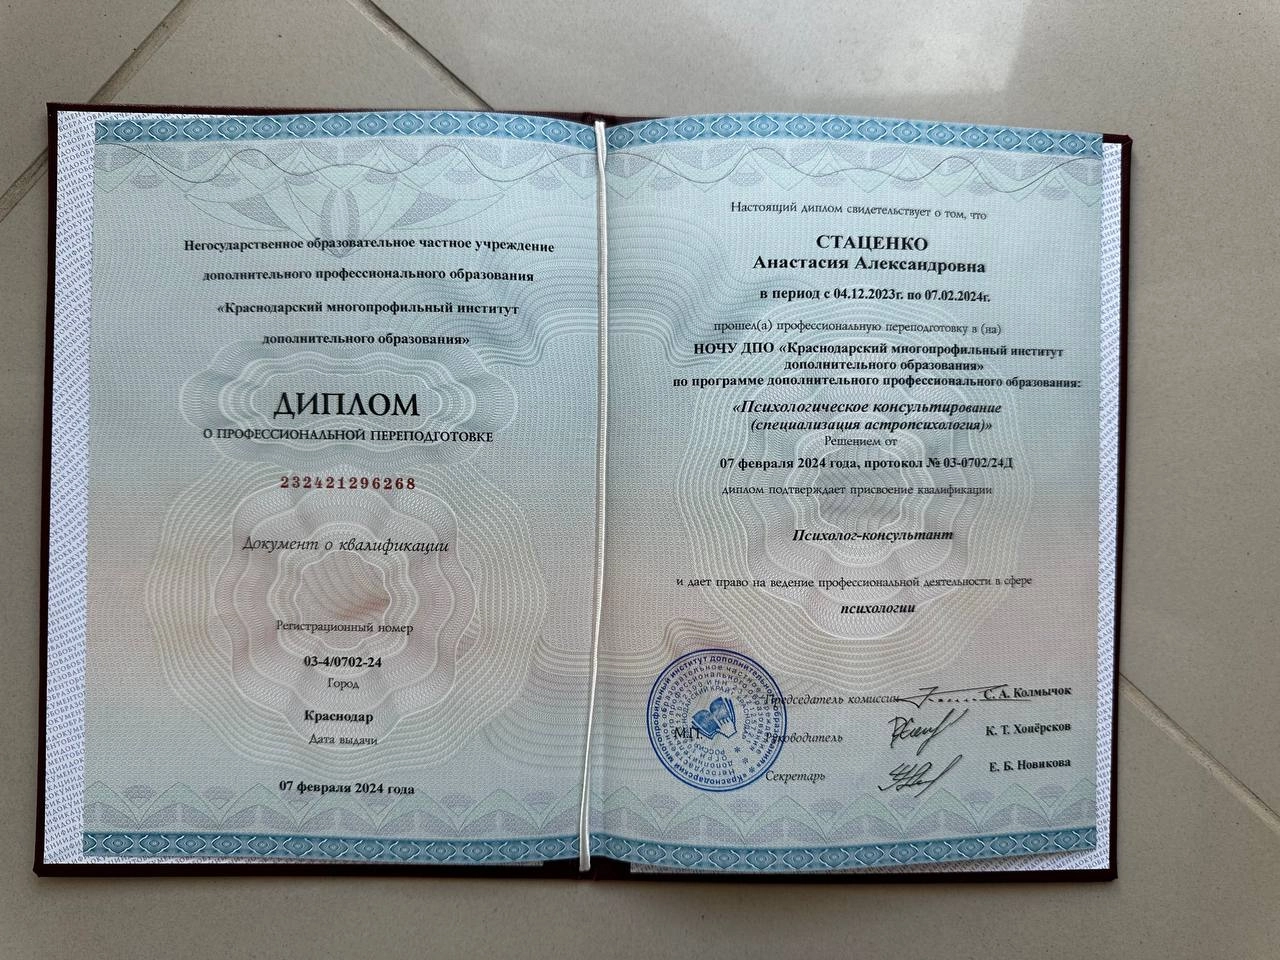 Негосударственное образовательное частное учреждение
дополнительного профессионального образования
«Краснодарский многопрофильный институт
дополнительного образования»
ДИПЛОМ
О ПРОФЕССИОНАЛЬНОЙ ПЕРЕПОДГОТОВКЕ
232421296268
Документ о квалификации
Регистрационный номер
03-4/0702-24
Город
Краснодар
Дата выдачи
07 февраля 2024 года
Настоящий диплом свидетельствует о том, что
СТАЦЕНКО
Анастасия Александровна
в период с 04.12.2023г. по 07.02.2024г.
прошел(а) профессиональную переподготовку в (на)
НОЧУ ДПО «Краснодарский многопрофильный институт
дополнительного образования»
по программе дополнительного профессионального образования:
«Психологическое консультирование
(специализация астропсихология)»
Решением от
07 февраля 2024 года, протокол № 03-0702/24Д
диплом подтверждает присвоение квалификации
Психолог-консультант
и дает право на ведение профессиональной деятельности в сфере
психологии
Председатель комиссии С. А. Колмычок
М.П. Руководитель К. Т. Хопёрсков
Секретарь Е. Б. Новикова